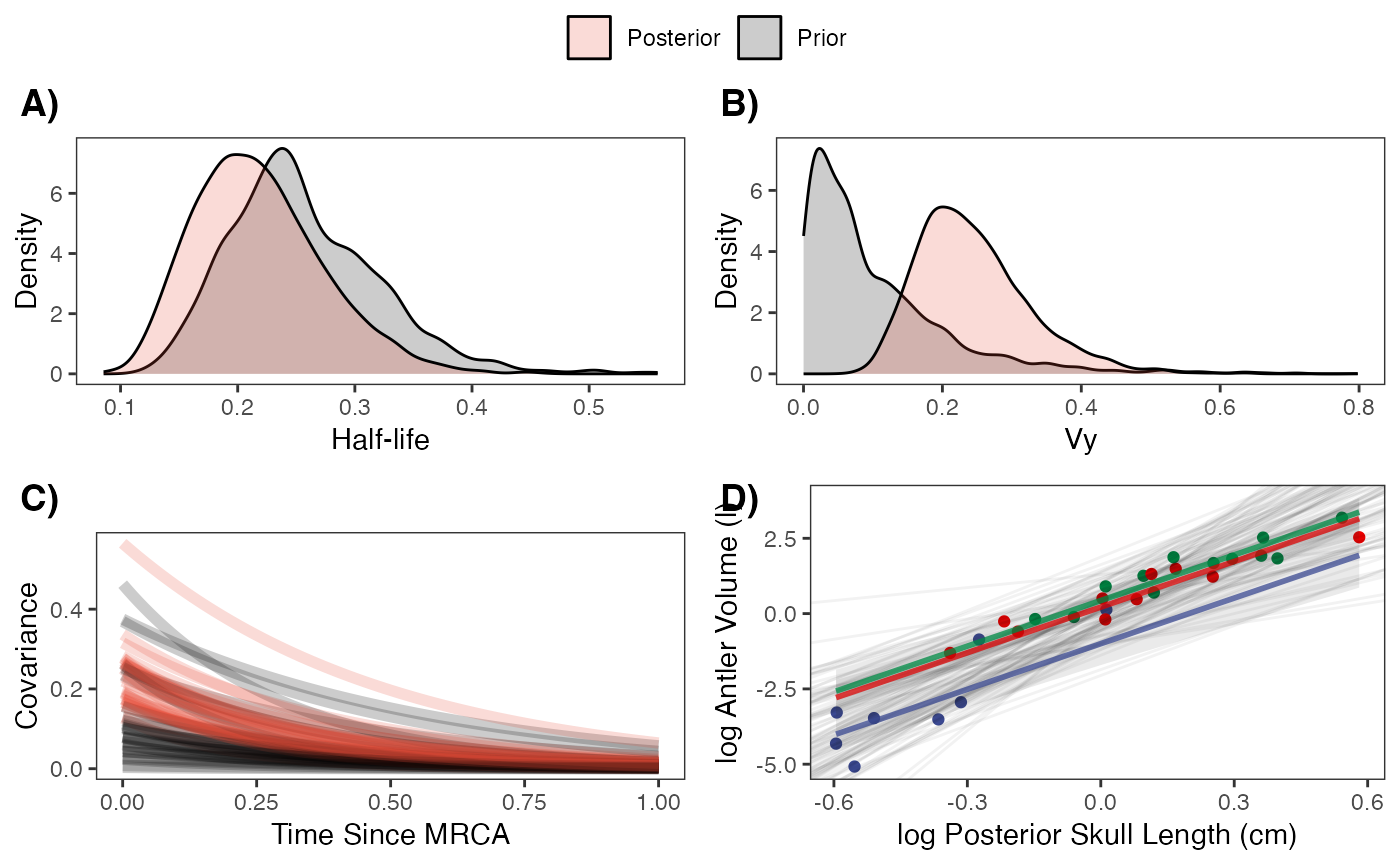 Posterior Prior
A)
Density
6
4
2
0
0.1 0.2 0.3 0.4 0.5
Half-life
B)
Density
6
4
2
0
0.0 0.2 0.4 0.6 0.8
Vy
C)
Covariance
0.4
0.2
0.0
0.00 0.25 0.50 0.75 1.00
Time Since MRCA
D)
log Antler Volume (l)
2.5
0.0
-2.5
-5.0
-0.6 -0.3 0.0 0.3 0.6
log Posterior Skull Length (cm)